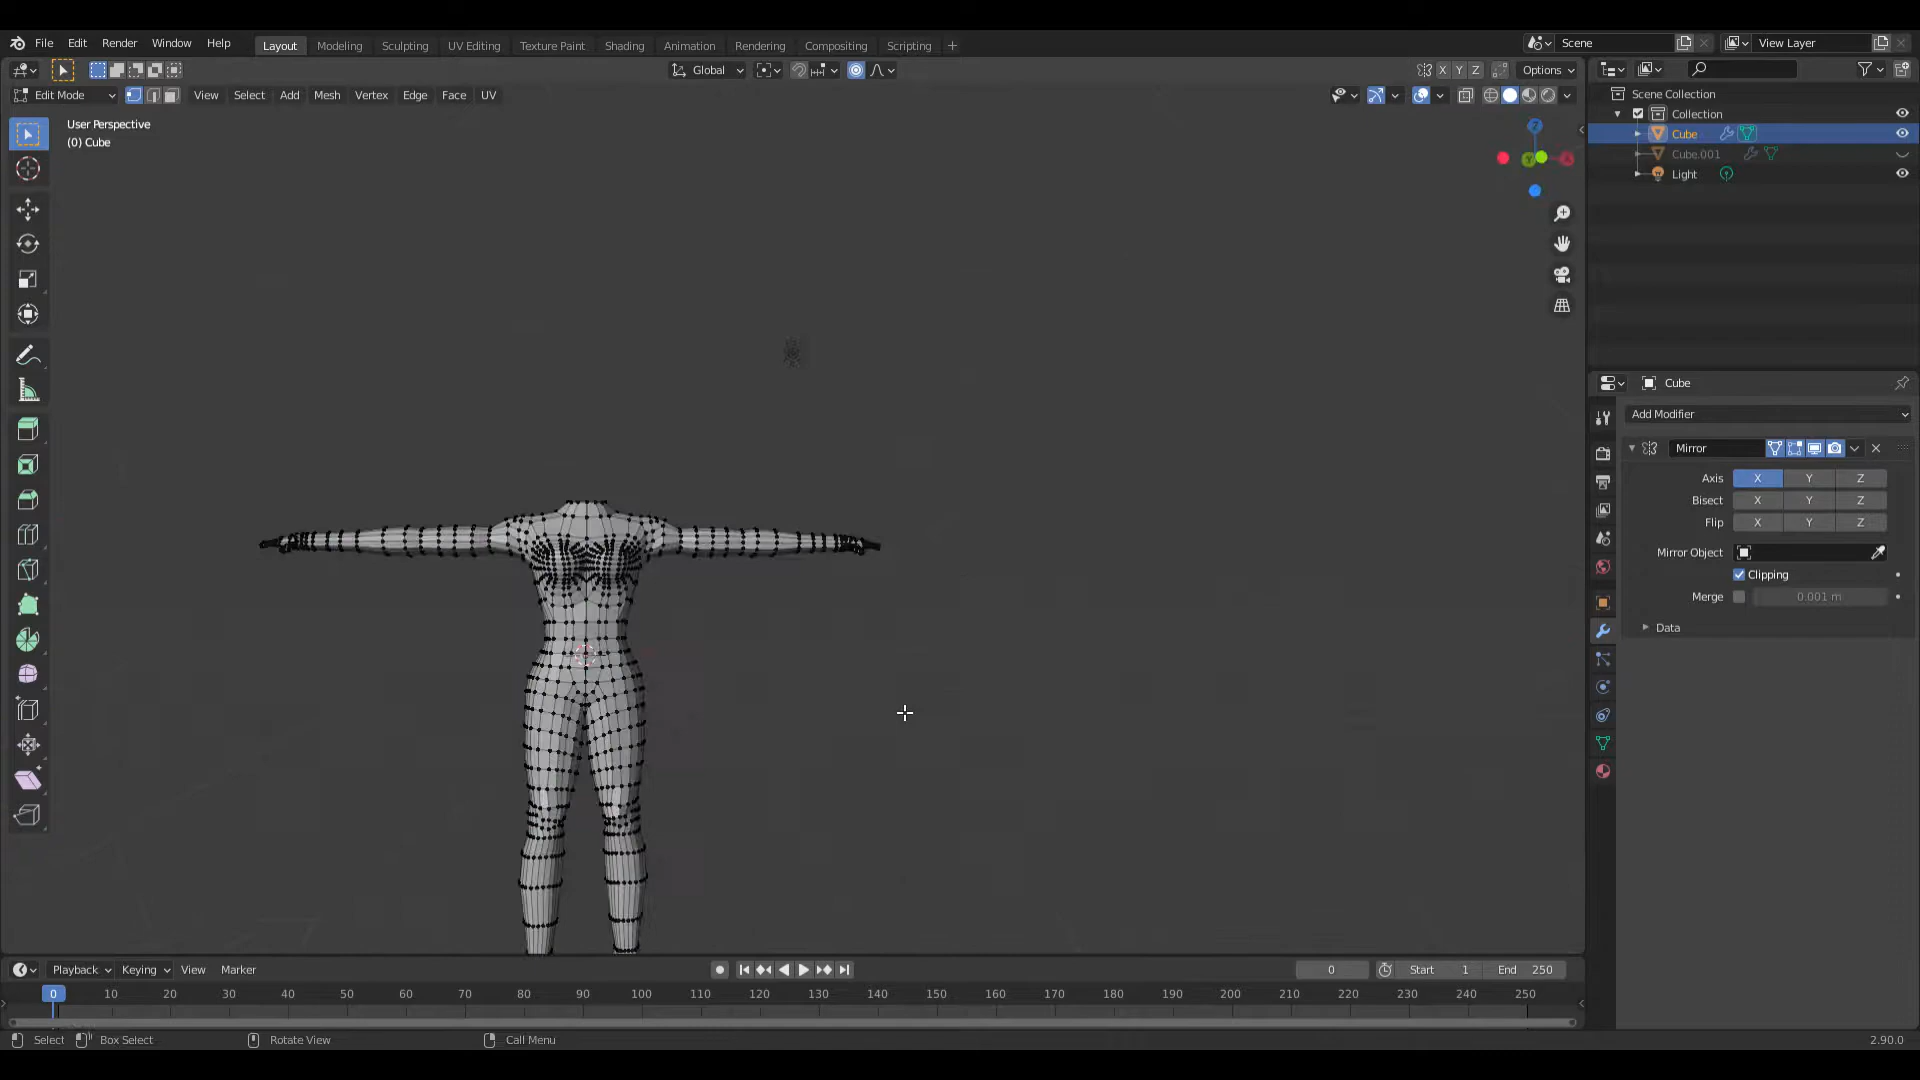 File Edit Render Window Help Layout Modeling Sculpting UV Editing Texture Paint Shading Animation Rendering Compositing Scripting + Scene View Layer
Global X Y Z Options
Edit Mode View Select Add Mesh Vertex Edge Face UV
User Perspective
(0) Cube
Z
Y
Scene Collection
Collection
Cube
Cube.001
Light
Cube
Add Modifier
Mirror
Axis X Y Z
Bisect X Y Z
Flip X Y Z
Mirror Object
Clipping
Merge 0.001 m
Data
Playback Keying View Marker 0 Start 1 End 250
0 10 20 30 40 50 60 70 80 90 100 110 120 130 140 150 160 170 180 190 200 210 220 230 240 250
Select Box Select Rotate View Call Menu 2.90.0